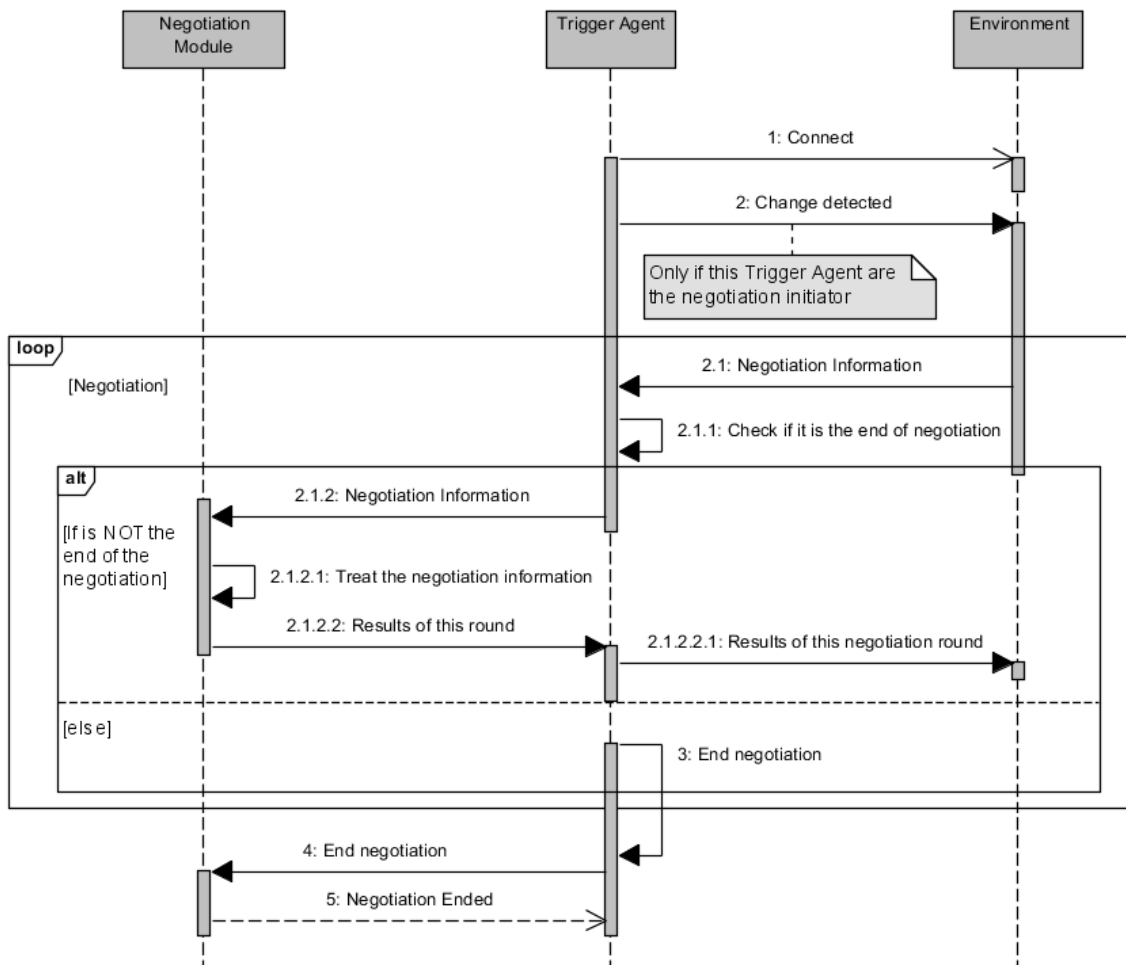 Negotiation
Module
Trigger Agent
Environment
1: Connect
2: Change detected
Only if this Trigger Agent are
the negotiation initiator
loop
[Negotiation]
2.1: Negotiation Information
2.1.1: Check if it is the end of negotiation
alt
2.1.2: Negotiation Information
[If is NOT the
end of the
negotiation]
2.1.2.1: Treat the negotiation information
2.1.2.2: Results of this round
2.1.2.2.1: Results of this negotiation round
[else]
3: End negotiation
4: End negotiation
5: Negotiation Ended